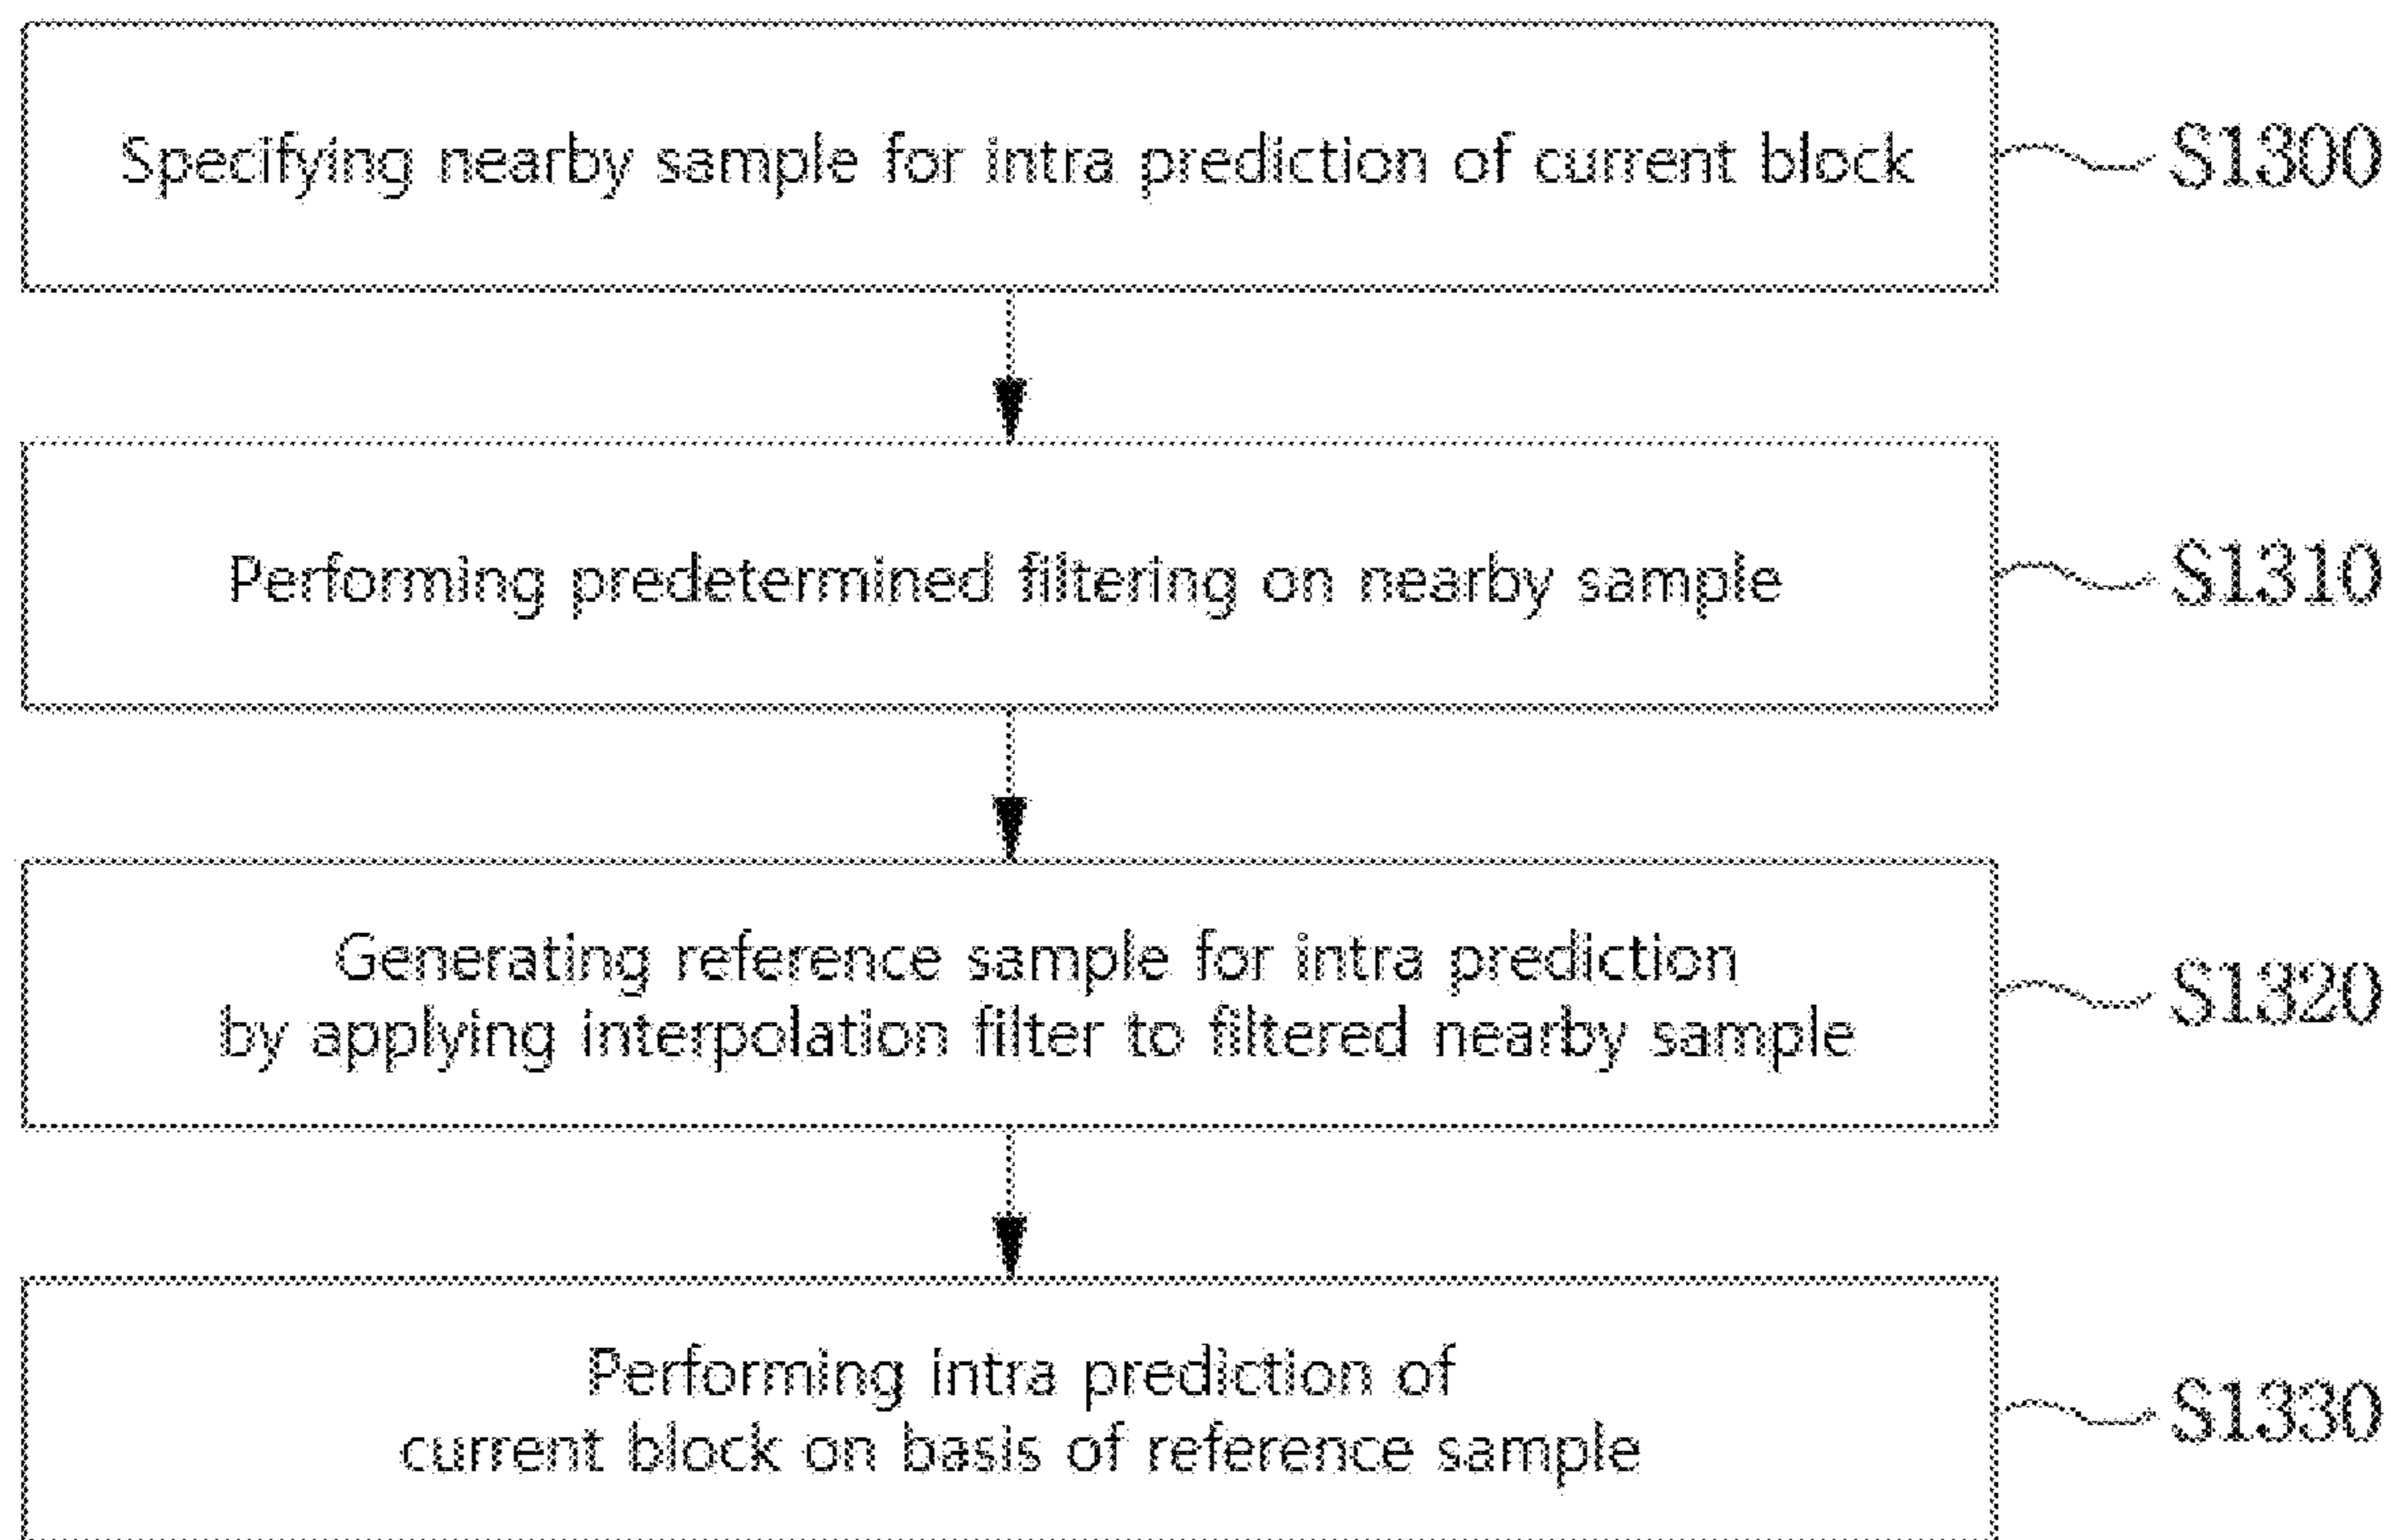 Specifying nearby sample for intra prediction of current block
S1300
Performing predetermined filtering on nearby sample
S1310
Generating reference sample for intra prediction
by applying interpolation filter to filtered nearby sample
S1320
Performing intra prediction of
current block on basis of reference sample
S1330